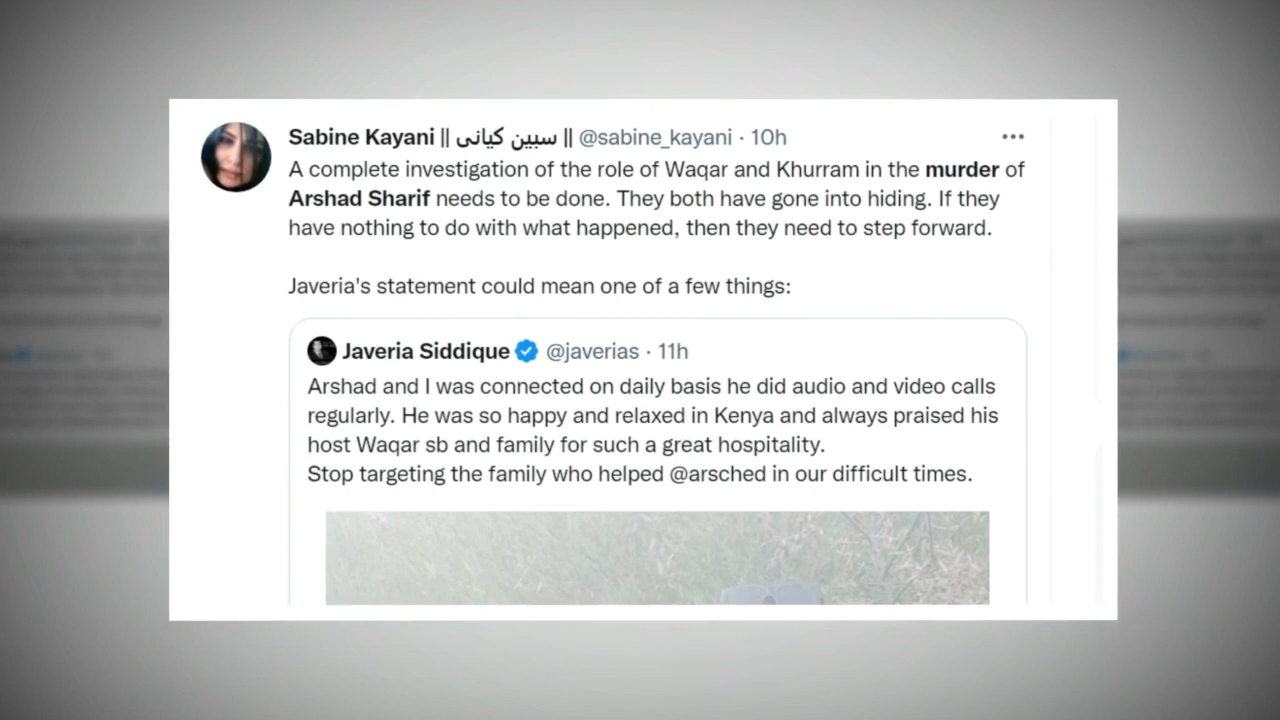 Sabine Kayani || سبین کیانی || @sabine_kayani · 10h
A complete investigation of the role of Waqar and Khurram in the murder of
Arshad Sharif needs to be done. They both have gone into hiding. If they
have nothing to do with what happened, then they need to step forward.
Javeria's statement could mean one of a few things:
Javeria Siddique @javerias · 11h
Arshad and I was connected on daily basis he did audio and video calls
regularly. He was so happy and relaxed in Kenya and always praised his
host Waqar sb and family for such a great hospitality.
Stop targeting the family who helped @arsched in our difficult times.